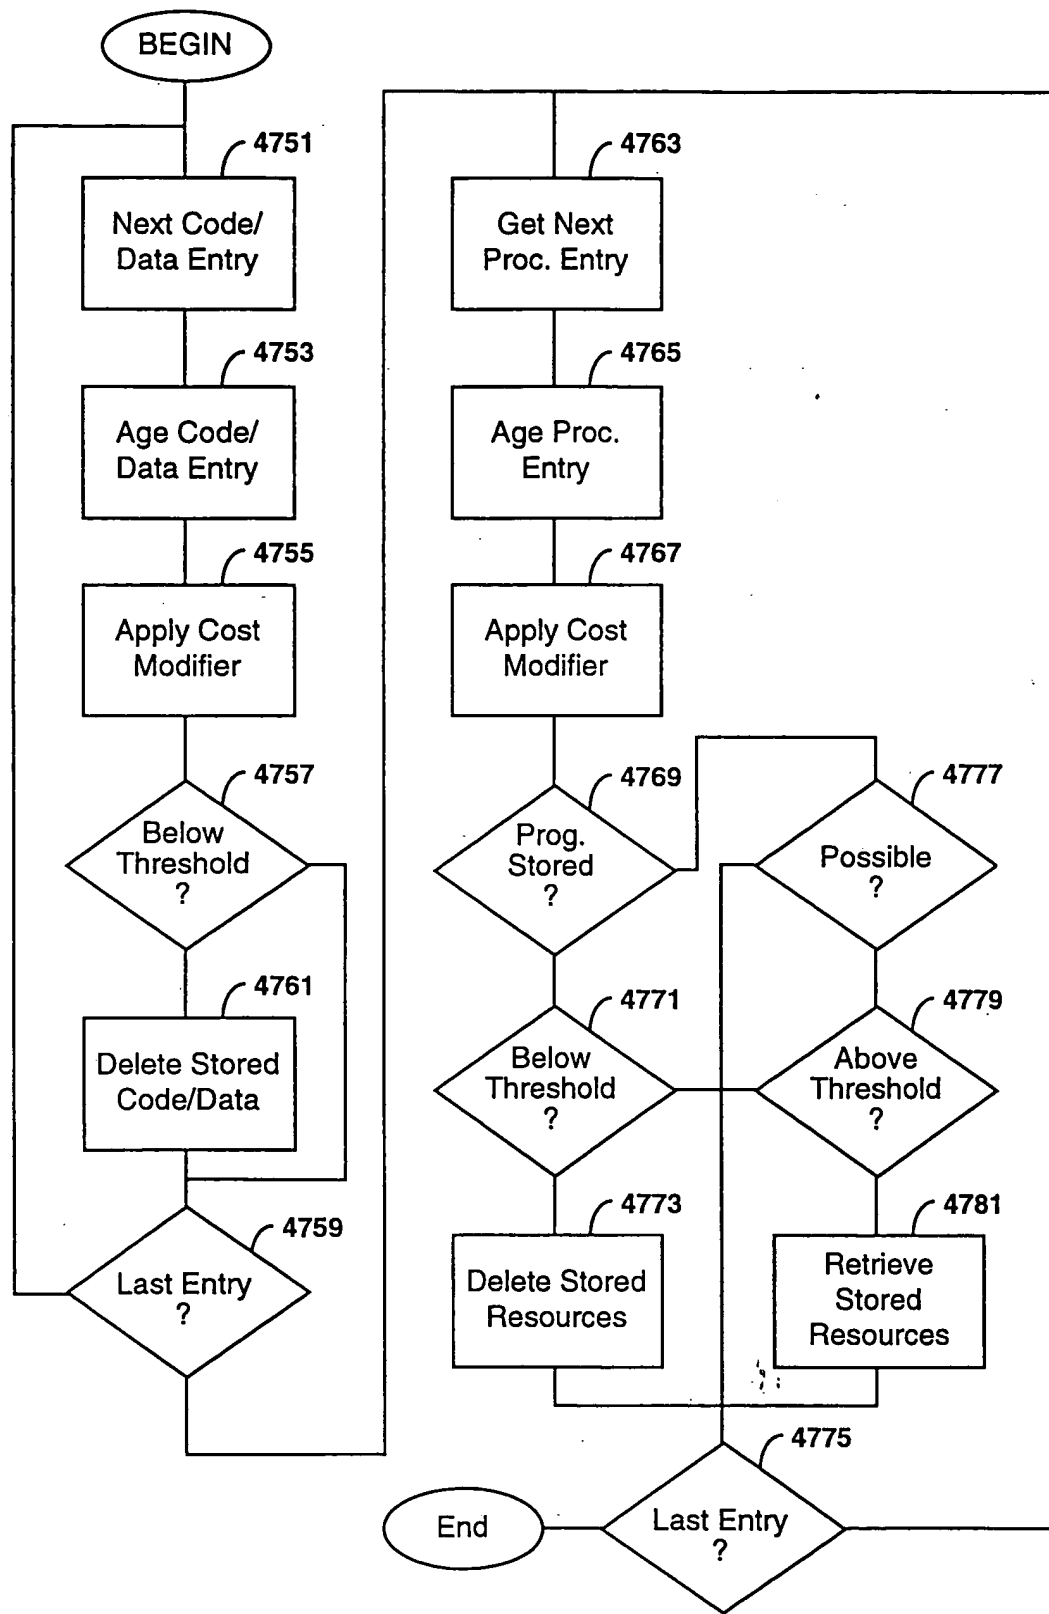 BEGIN
4751
Next Code/
Data Entry
4753
Age Code/
Data Entry
4755
Apply Cost
Modifier
4757
Below
Threshold
?
4761
Delete Stored
Code/Data
4759
Last Entry
?
4763
Get Next
Proc. Entry
4765
Age Proc.
Entry
4767
Apply Cost
Modifier
4769
Prog.
Stored
?
4777
Possible
?
4771
Below
Threshold
?
4779
Above
Threshold
?
4773
Delete Stored
Resources
4781
Retrieve
Stored
Resources
4775
Last Entry
?
End